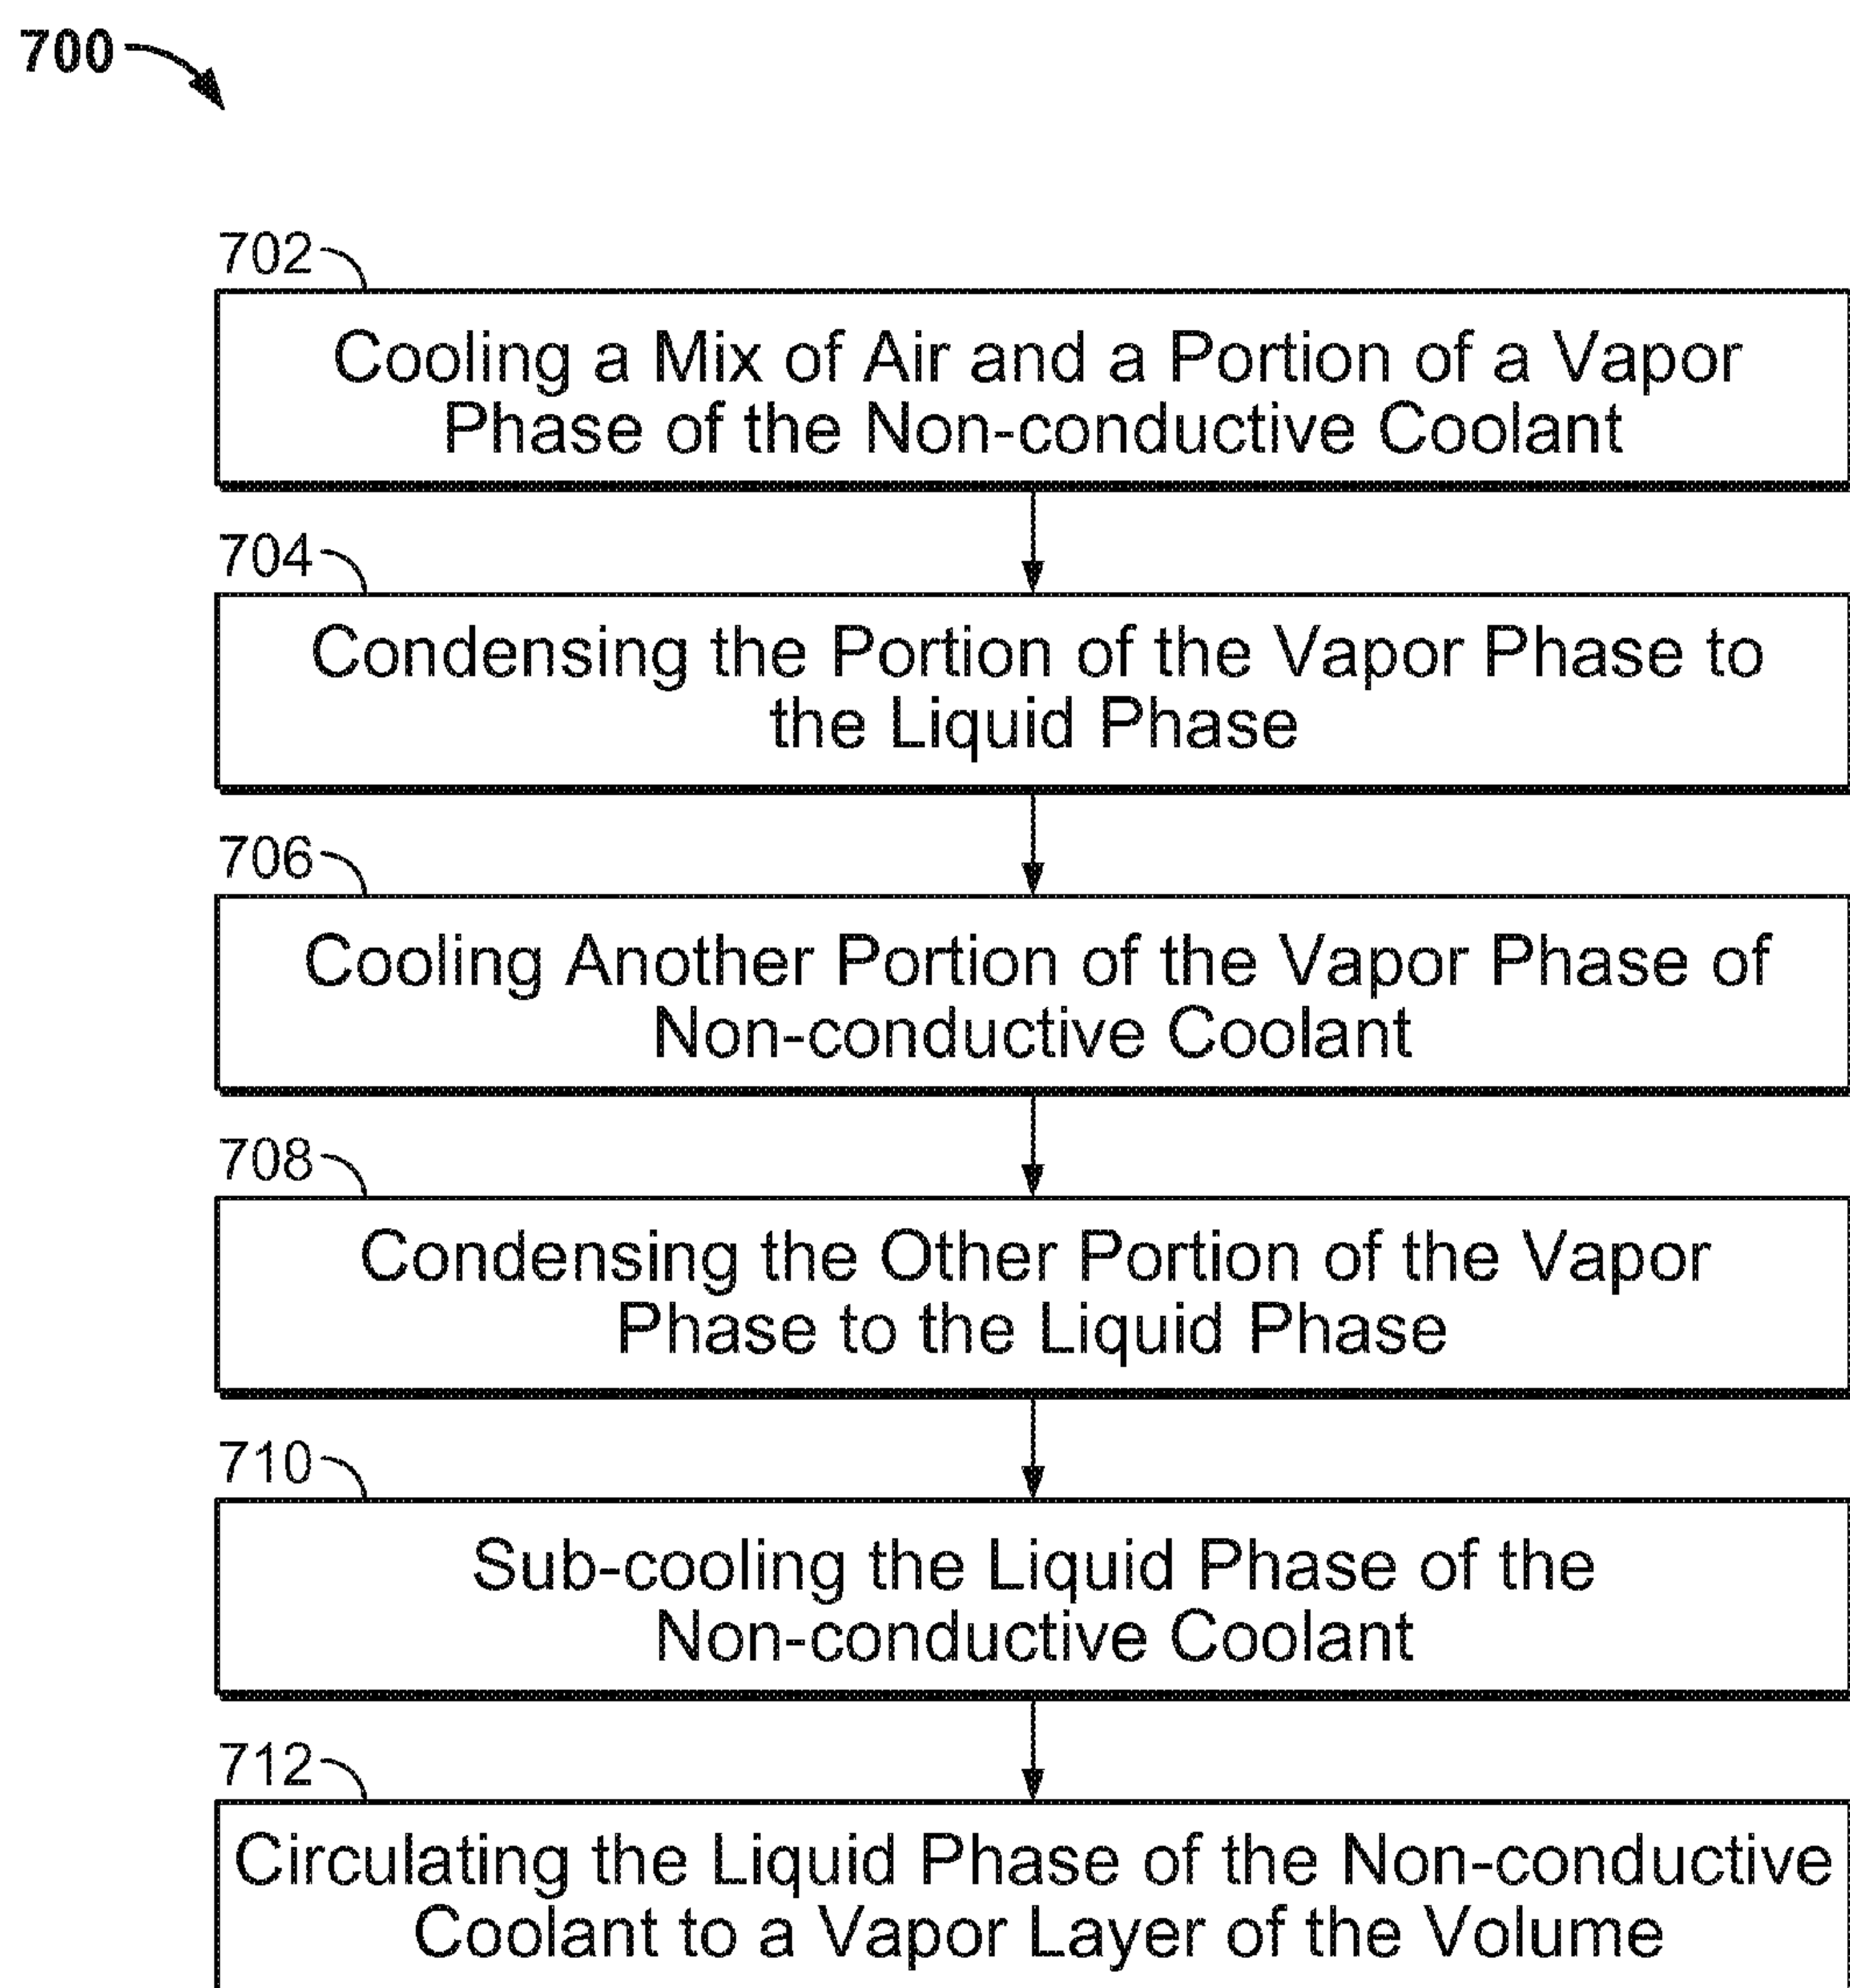 700
702
Cooling a Mix of Air and a Portion of a Vapor
Phase of the Non-conductive Coolant
704
Condensing the Portion of the Vapor Phase to
the Liquid Phase
706
Cooling Another Portion of the Vapor Phase of
Non-conductive Coolant
708
Condensing the Other Portion of the Vapor
Phase to the Liquid Phase
710
Sub-cooling the Liquid Phase of the
Non-conductive Coolant
712
Circulating the Liquid Phase of the Non-conductive
Coolant to a Vapor Layer of the Volume